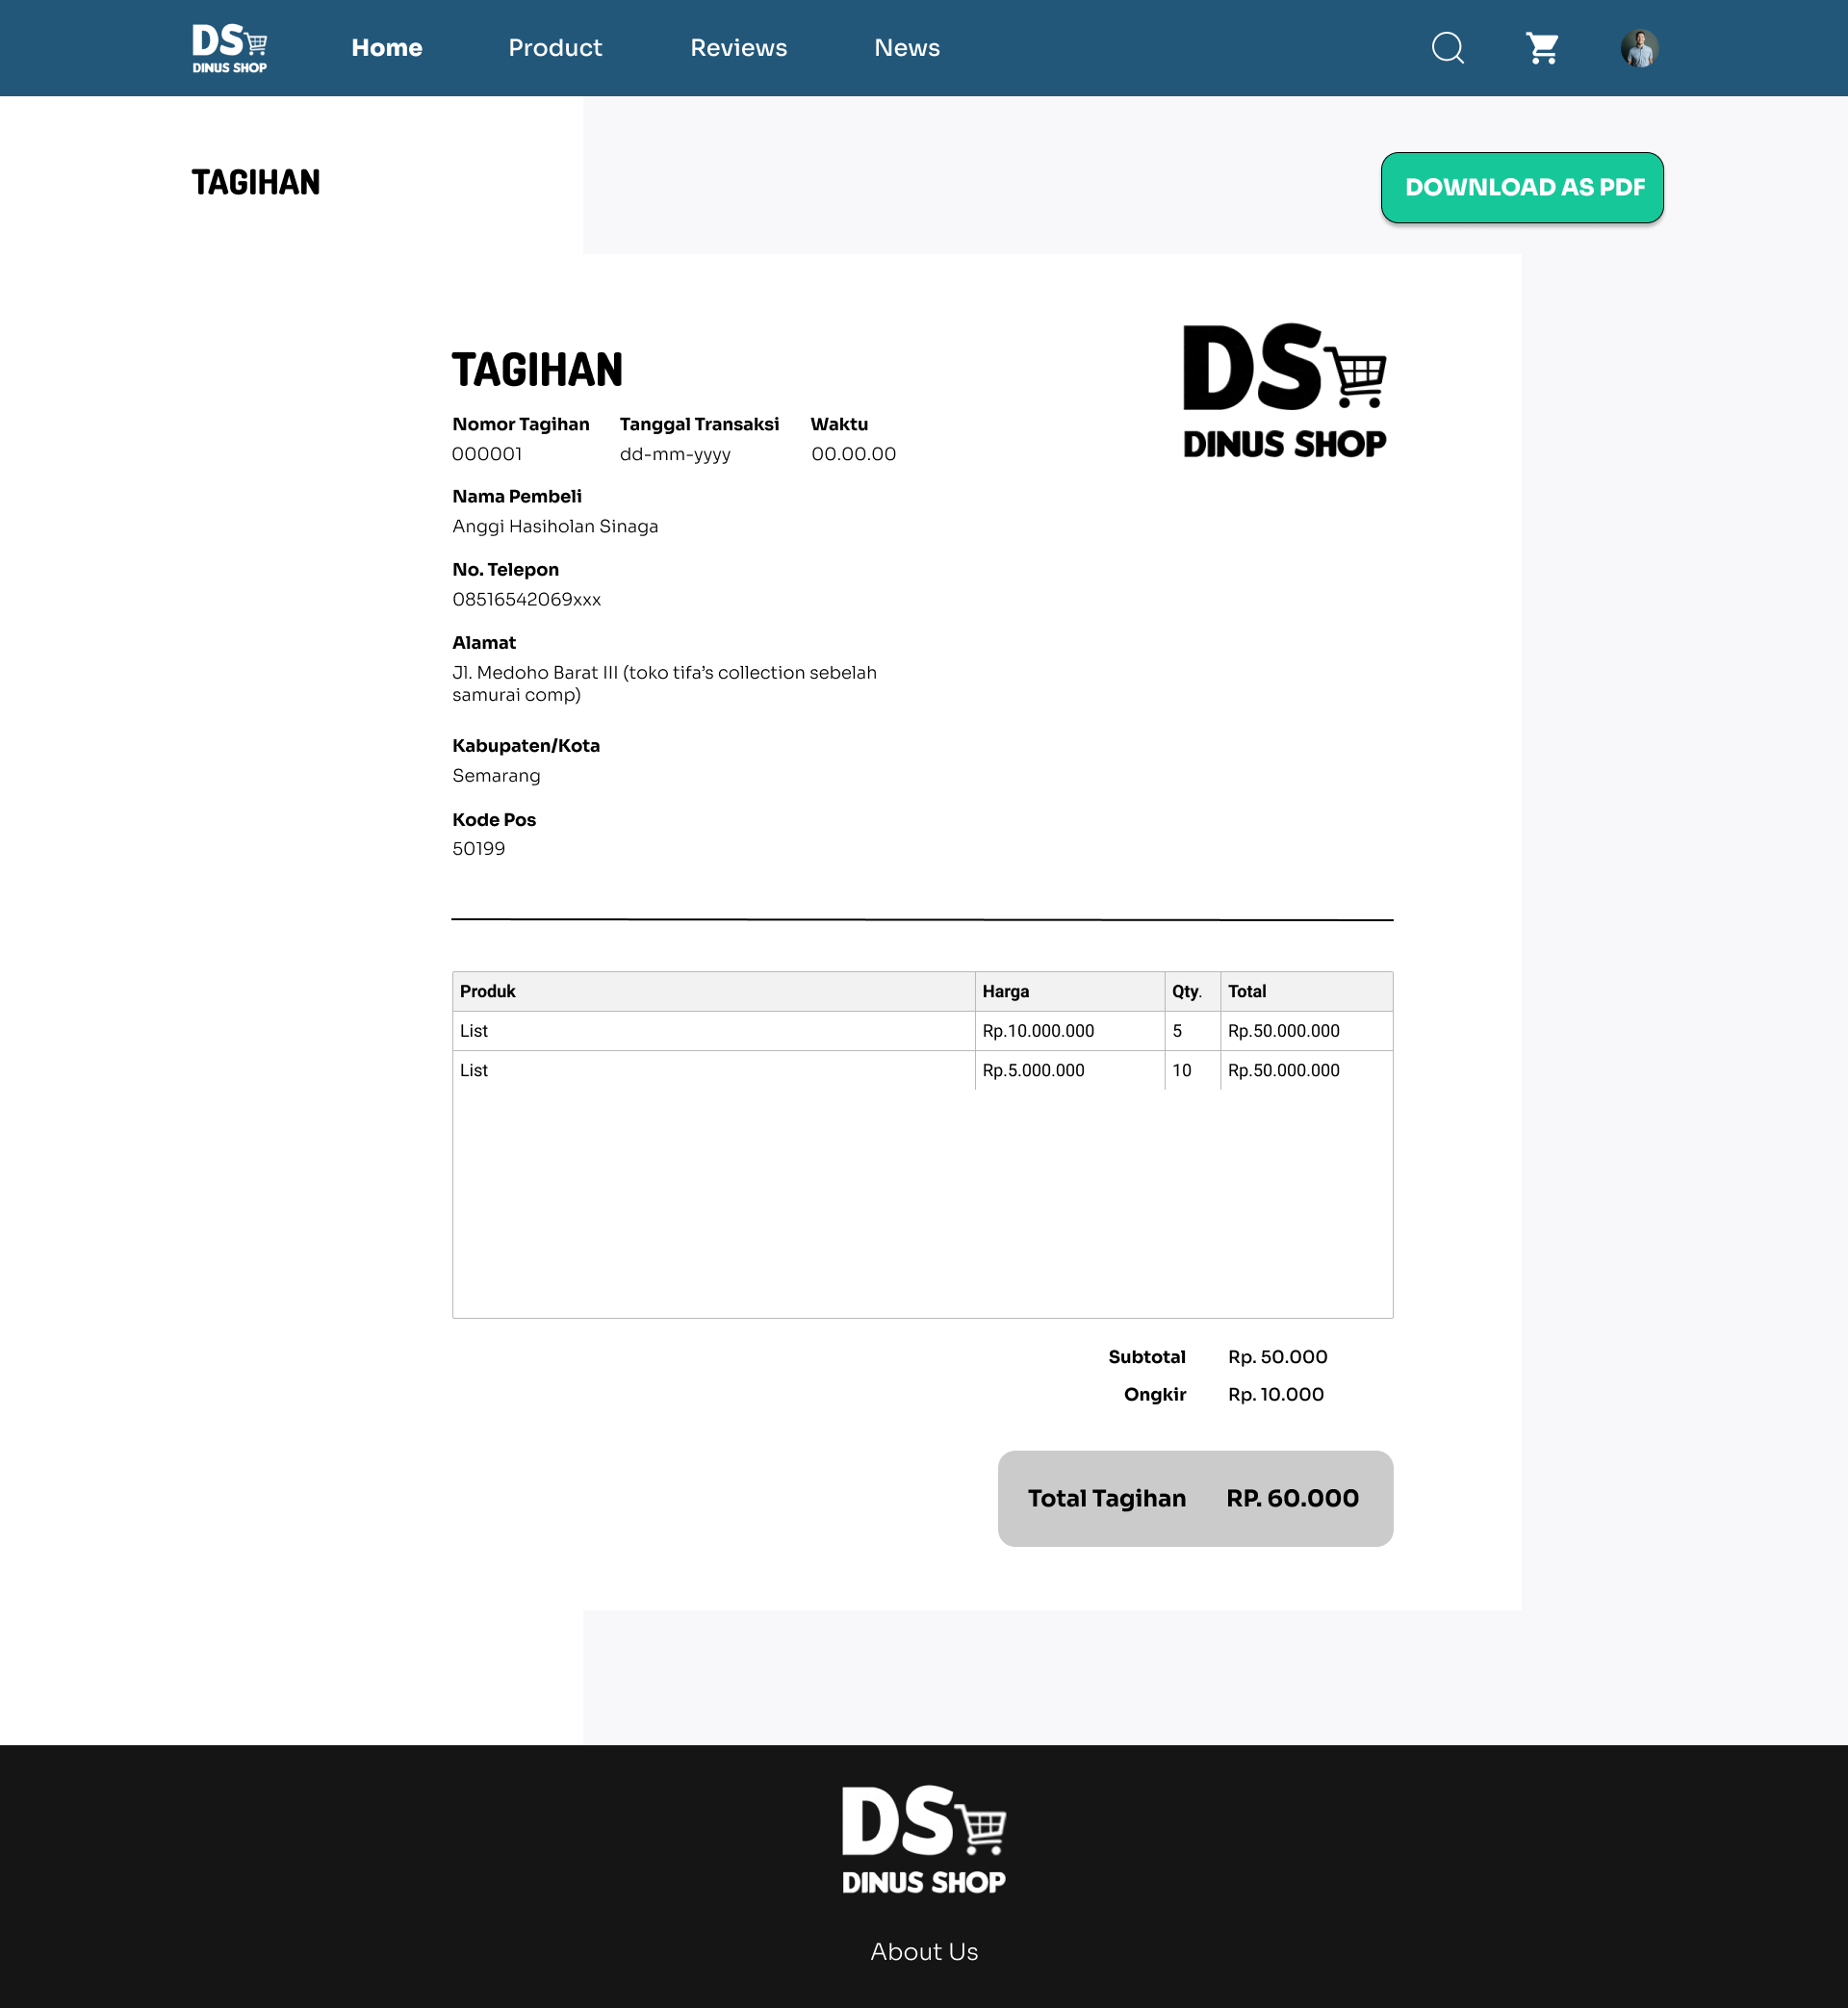 DS
DINUS SHOP
Home Product Reviews News
TAGIHAN
DOWNLOAD AS PDF
DS
DINUS SHOP
TAGIHAN
Nomor Tagihan Tanggal Transaksi Waktu
000001 dd-mm-yyyy 00.00.00
Nama Pembeli
Anggi Hasiholan Sinaga
No. Telepon
08516542069xxx
Alamat
Jl. Medoho Barat III (toko tifa’s collection sebelah
samurai comp)
Kabupaten/Kota
Semarang
Kode Pos
50199
Produk Harga Qty. Total
List Rp.10.000.000 5 Rp.50.000.000
List Rp.5.000.000 10 Rp.50.000.000
Subtotal Rp. 50.000
Ongkir Rp. 10.000
Total Tagihan RP. 60.000
DS
DINUS SHOP
About Us